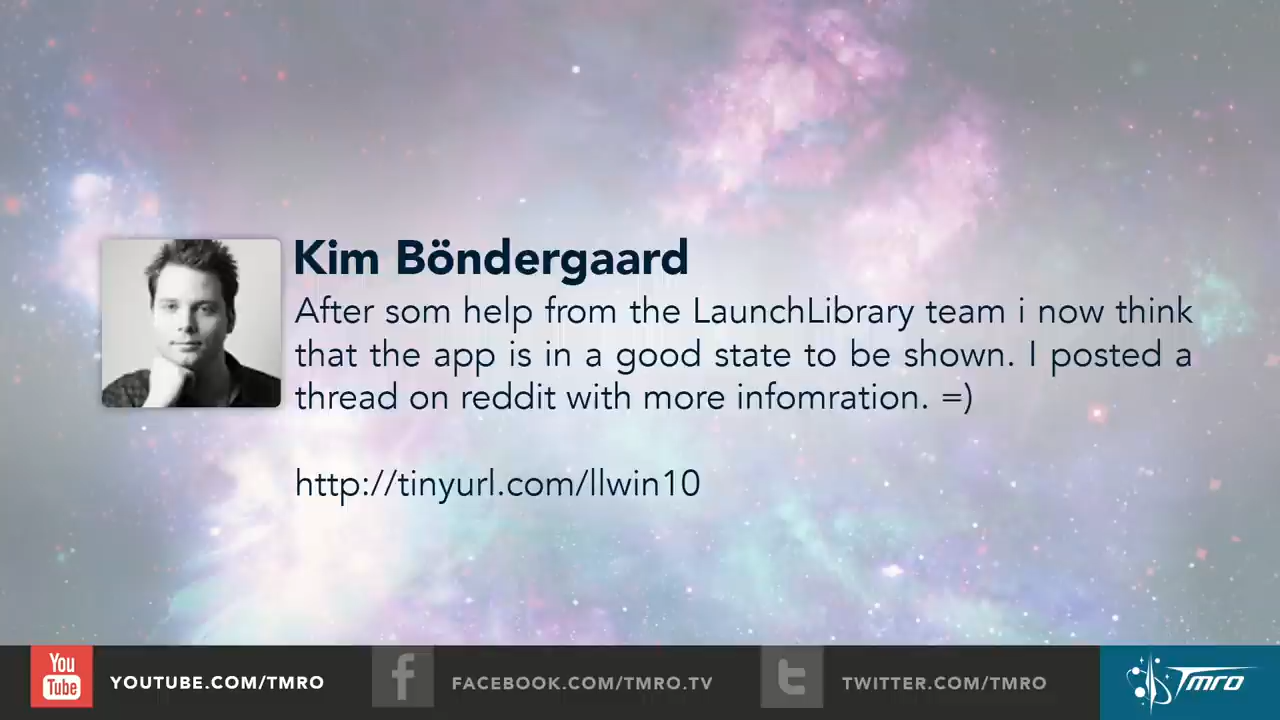 Kim Böndergaard
After som help from the LaunchLibrary team i now think
that the app is in a good state to be shown. I posted a
thread on reddit with more infomration. =)
http://tinyurl.com/llwin10
You
Tube
YOUTUBE.COM/TMRO
f
FACEBOOK.COM/TMRO.TV
t
TWITTER.COM/TMRO
Tmro